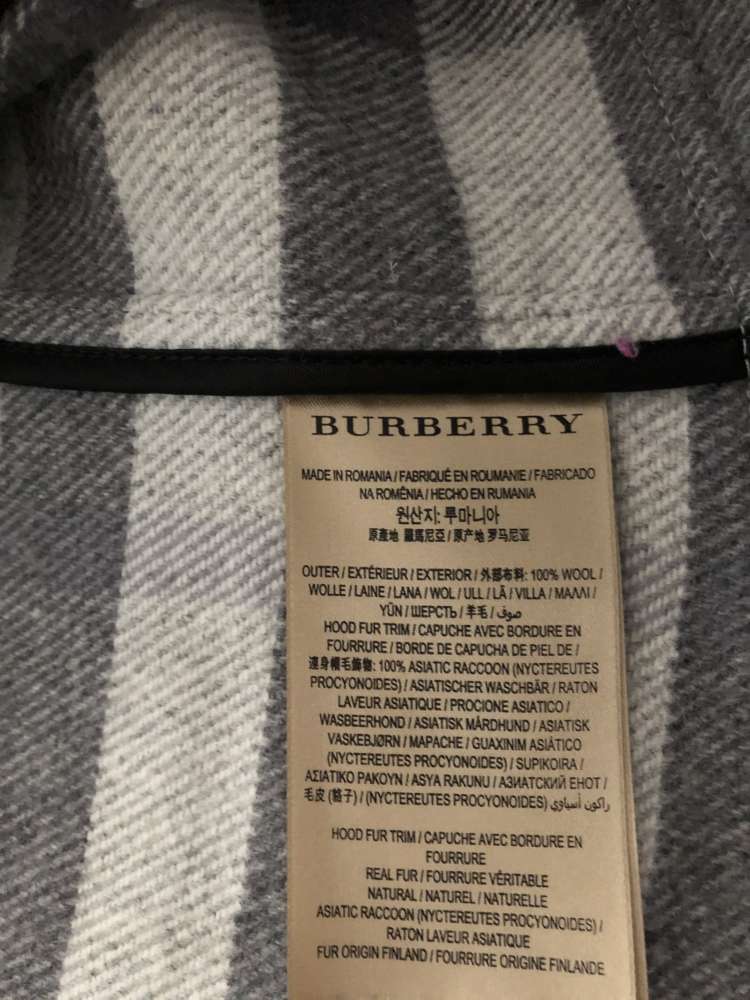 BURBERRY
MADE IN ROMANIA / FABRIQUÉ EN ROUMANIE / FABRICADO
NA ROMÊNIA / HECHO EN RUMANIA
원산지: 루마니아
原產地 羅馬尼亞 / 原产地 罗马尼亚
OUTER / EXTÉRIEUR / EXTERIOR / 外部布料: 100% WOOL /
WOLLE / LAINE / LANA / WOL / ULL / LÃ / VILLA / ΜΑΛΛΙ /
YÜN / ШЕРСТЬ / 羊毛 / صوف
HOOD FUR TRIM / CAPUCHE AVEC BORDURE EN
FOURRURE / BORDE DE CAPUCHA DE PIEL DE /
連身帽毛飾物: 100% ASIATIC RACCOON (NYCTEREUTES
PROCYONOIDES) / ASIATISCHER WASCHBÄR / RATON
LAVEUR ASIATIQUE / PROCIONE ASIATICO /
WASBEERHOND / ASIATISK MÅRDHUND / ASIATISK
VASKEBJØRN / MAPACHE / GUAXINIM ASIÁTICO
(NYCTEREUTES PROCYONOIDES) / SUPIKOIRA /
ΑΣΙΑΤΙΚΟ ΡΑΚΟΥΝ / ASYA RAKUNU / АЗИАТСКИЙ ЕНОТ /
毛皮 (貉子) / (NYCTEREUTES PROCYONOIDES) راكون أسياوي
HOOD FUR TRIM / CAPUCHE AVEC BORDURE EN
FOURRURE
REAL FUR / FOURRURE VÉRITABLE
NATURAL / NATUREL / NATURELLE
ASIATIC RACCOON (NYCTEREUTES PROCYONOIDES) /
RATON LAVEUR ASIATIQUE
FUR ORIGIN FINLAND / FOURRURE ORIGINE FINLANDE